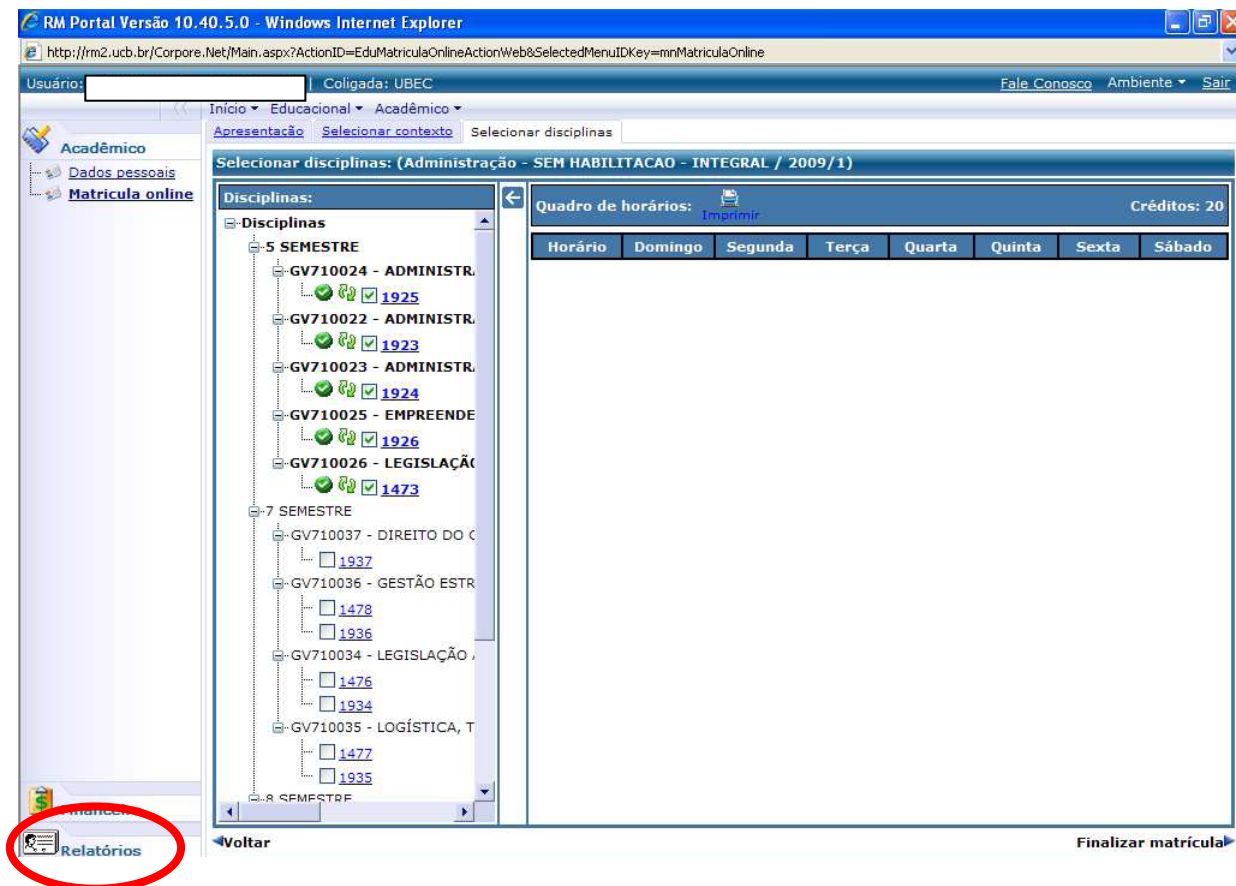 RM Portal Versão 10.40.5.0 - Windows Internet Explorer
http://rm2.ucb.br/Corpore.Net/Main.aspx?ActionID=EduMatriculaOnlineActionWeb&SelectedMenuIDKey=mnMatriculaOnline
Usuário: | Coligada: UBEC Fale Conosco Ambiente Sair
Início Educacional Acadêmico
Apresentação Selecionar contexto Selecionar disciplinas
Acadêmico
Dados pessoais
Matricula online
Selecionar disciplinas: (Administração - SEM HABILITACAO - INTEGRAL / 2009/1)
Disciplinas:
Disciplinas
5 SEMESTRE
GV710024 - ADMINISTRA
1925
GV710022 - ADMINISTRA
1923
GV710023 - ADMINISTRA
1924
GV710025 - EMPREENDE
1926
GV710026 - LEGISLAÇÃO
1473
7 SEMESTRE
GV710037 - DIREITO DO C
1937
GV710036 - GESTÃO ESTR
1478
1936
GV710034 - LEGISLAÇÃO
1476
1934
GV710035 - LOGÍSTICA, T
1477
1935
8 SEMESTRE
Quadro de horários: Imprimir Créditos: 20
Horário Domingo Segunda Terça Quarta Quinta Sexta Sábado
Financeiro
Relatórios
Voltar Finalizar matrícula